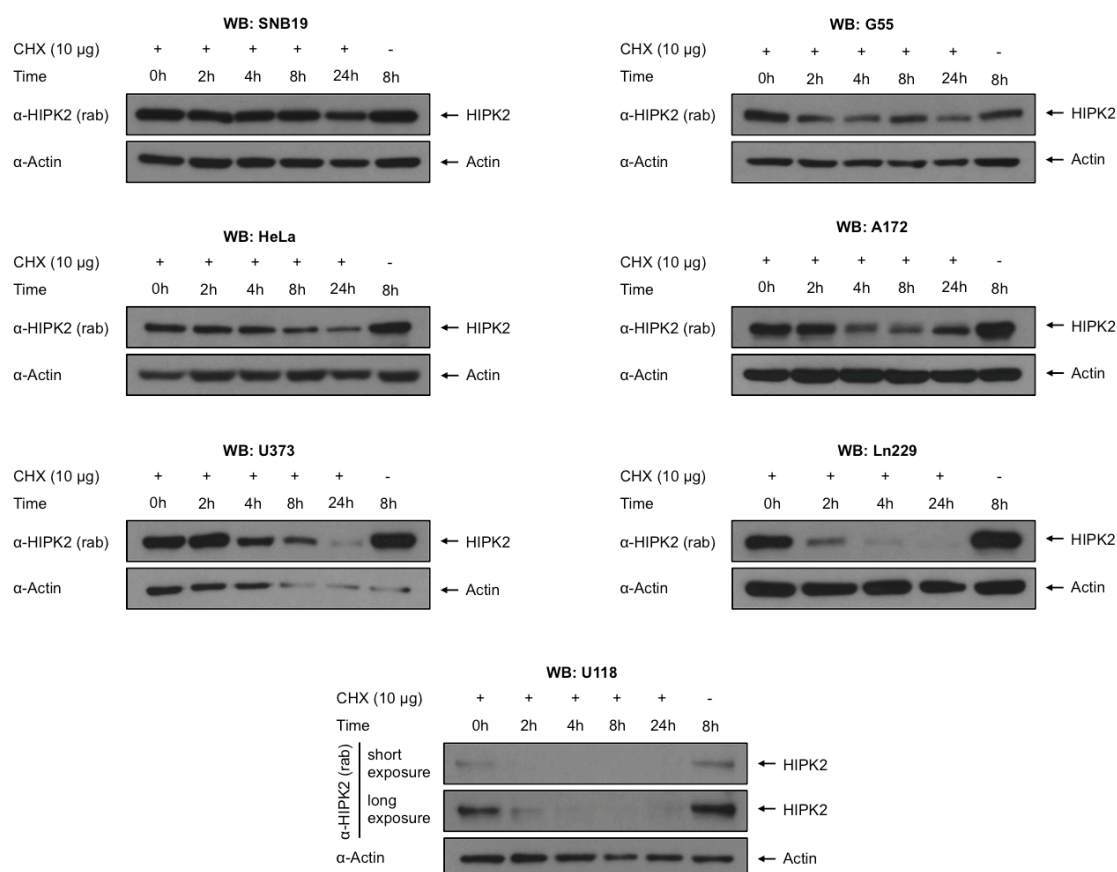 WB: SNB19
CHX (10 µg) + + + + + -
Time 0h 2h 4h 8h 24h 8h
α-HIPK2 (rab) ← HIPK2
α-Actin ← Actin
WB: G55
CHX (10 µg) + + + + + -
Time 0h 2h 4h 8h 24h 8h
α-HIPK2 (rab) ← HIPK2
α-Actin ← Actin
WB: HeLa
CHX (10 µg) + + + + + -
Time 0h 2h 4h 8h 24h 8h
α-HIPK2 (rab) ← HIPK2
α-Actin ← Actin
WB: A172
CHX (10 µg) + + + + + -
Time 0h 2h 4h 8h 24h 8h
α-HIPK2 (rab) ← HIPK2
α-Actin ← Actin
WB: U373
CHX (10 µg) + + + + + -
Time 0h 2h 4h 8h 24h 8h
α-HIPK2 (rab) ← HIPK2
α-Actin ← Actin
WB: Ln229
CHX (10 µg) + + + + -
Time 0h 2h 4h 24h 8h
α-HIPK2 (rab) ← HIPK2
α-Actin ← Actin
WB: U118
CHX (10 µg) + + + + + -
Time 0h 2h 4h 8h 24h 8h
α-HIPK2 (rab)
short
exposure ← HIPK2
long
exposure ← HIPK2
α-Actin ← Actin